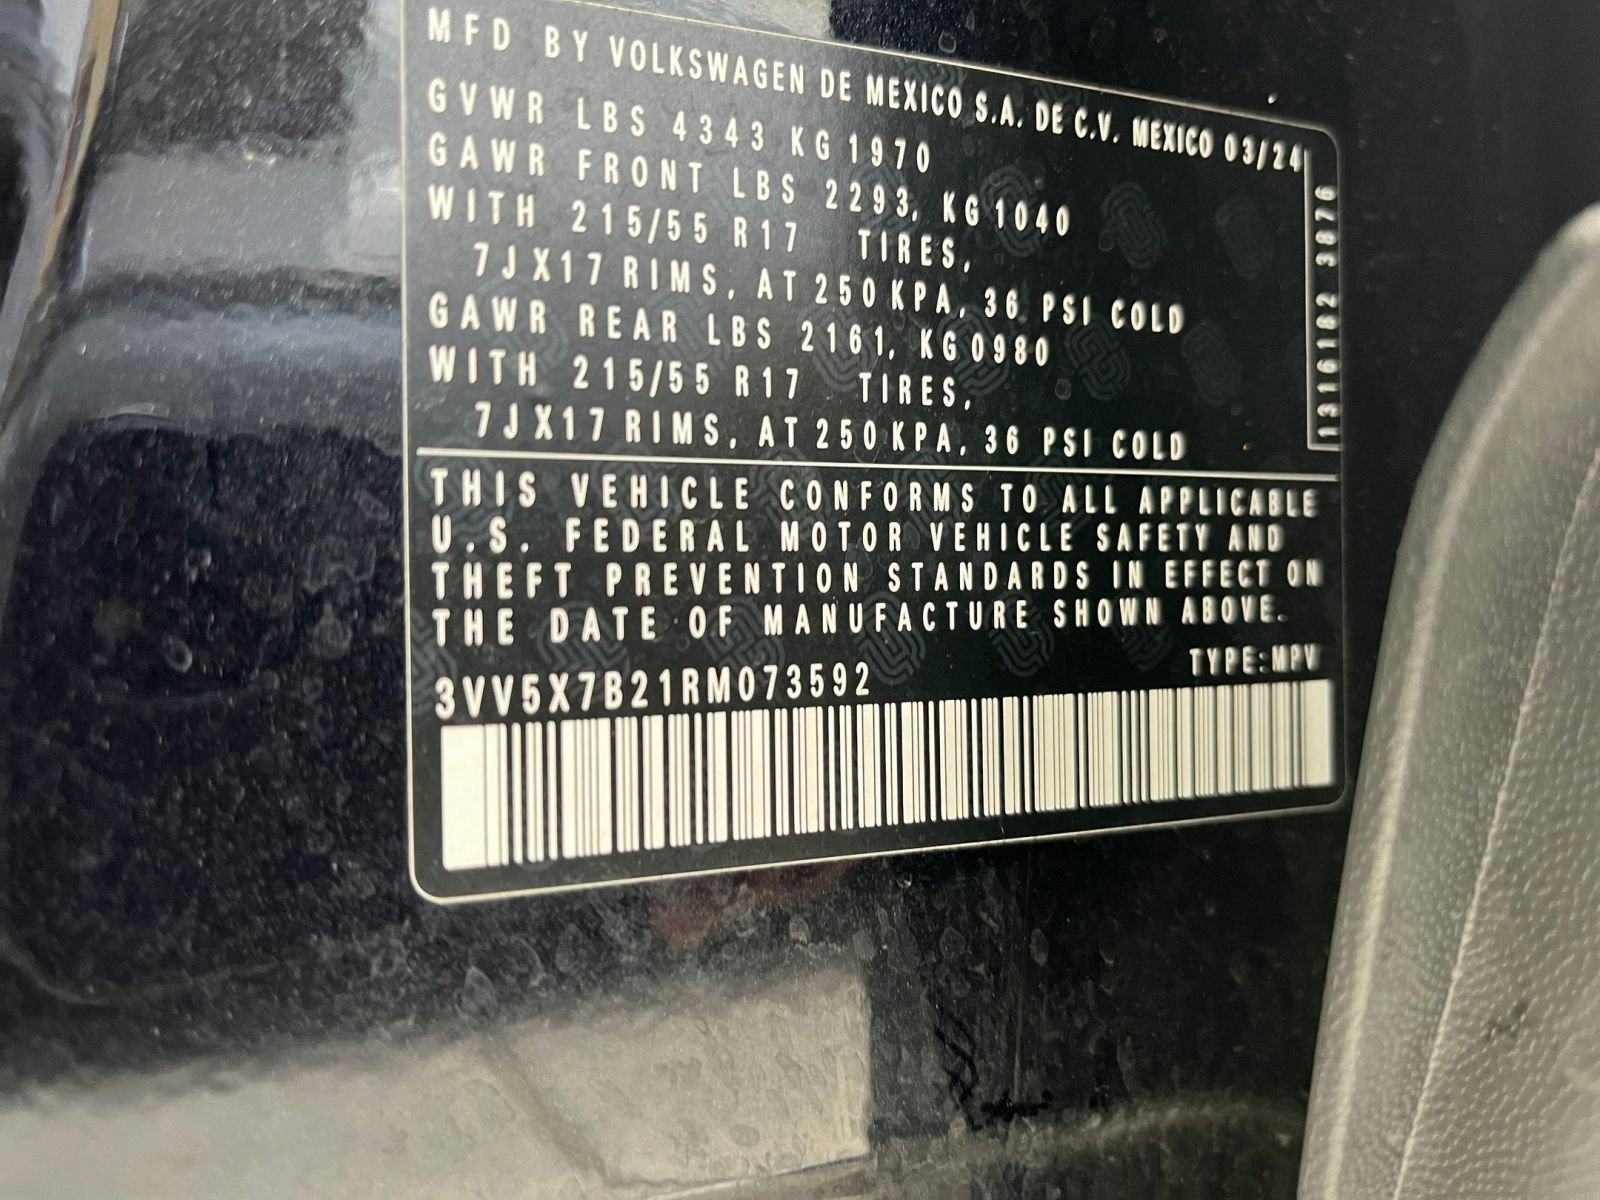 MFD BY VOLKSWAGEN DE MEXICO S.A. DE C.V. MEXICO 03/24
GVWR LBS 4343 KG 1970
GAWR FRONT LBS 2293, KG 1040
WITH 215/55 R17 TIRES,
7JX17 RIMS, AT 250 KPA, 36 PSI COLD
GAWR REAR LBS 2161, KG 0980
WITH 215/55 R17 TIRES,
7JX17 RIMS, AT 250 KPA, 36 PSI COLD
1316182 3876
THIS VEHICLE CONFORMS TO ALL APPLICABLE
U.S. FEDERAL MOTOR VEHICLE SAFETY AND
THEFT PREVENTION STANDARDS IN EFFECT ON
THE DATE OF MANUFACTURE SHOWN ABOVE.
3VV5X7B21RM073592
TYPE:MPV